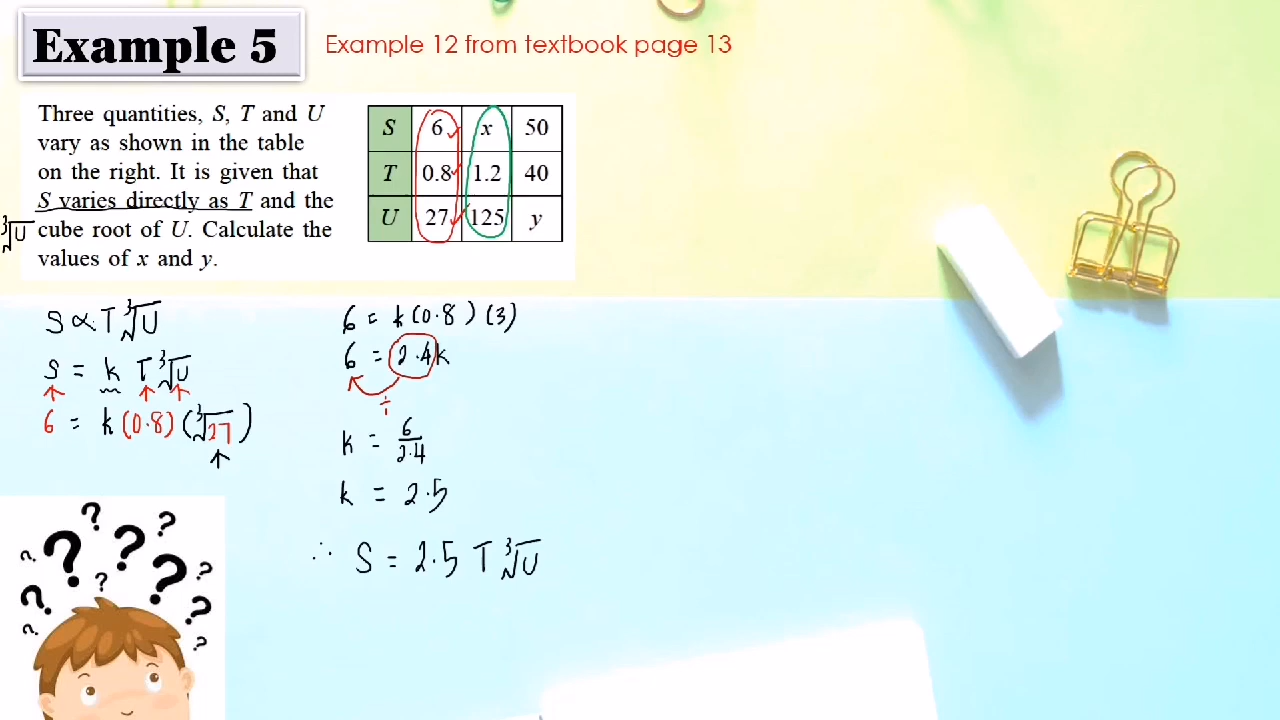 Example 5
Example 12 from textbook page 13
Three quantities, S, T and U
vary as shown in the table
on the right. It is given that
S varies directly as T and the
cube root of U. Calculate the
values of x and y.
∛U
S 6 x 50
T 0.8 1.2 40
U 27 125 y
S ∝ T ∛U
S = k T ∛U
6 = k (0.8) (∛27)
6 = k (0.8) (3)
6 = 2.4k
÷
k = 6/2.4
k = 2.5
∴ S = 2.5 T ∛U
? ? ? ? ? ? ? ? ? ? ? ?